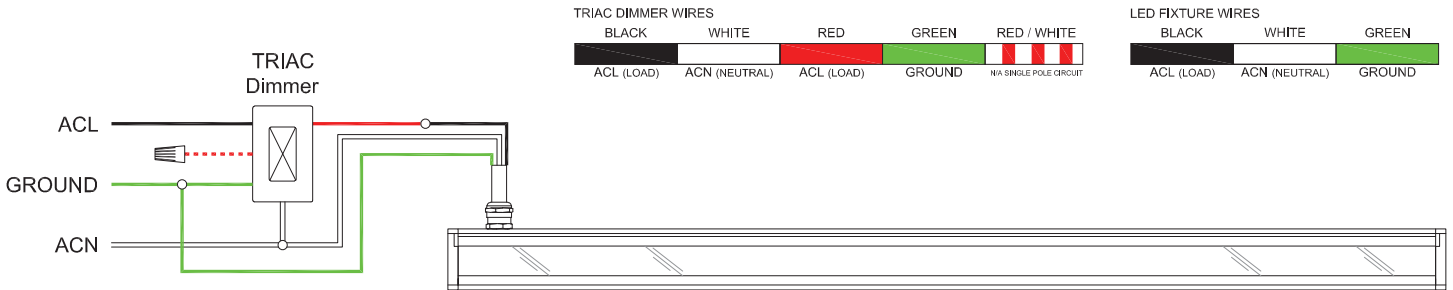 TRIAC DIMMER WIRES
BLACK WHITE RED GREEN RED / WHITE
ACL (LOAD) ACN (NEUTRAL) ACL (LOAD) GROUND N/A SINGLE POLE CIRCUIT
LED FIXTURE WIRES
BLACK WHITE GREEN
ACL (LOAD) ACN (NEUTRAL) GROUND
TRIAC
Dimmer
ACL
GROUND
ACN